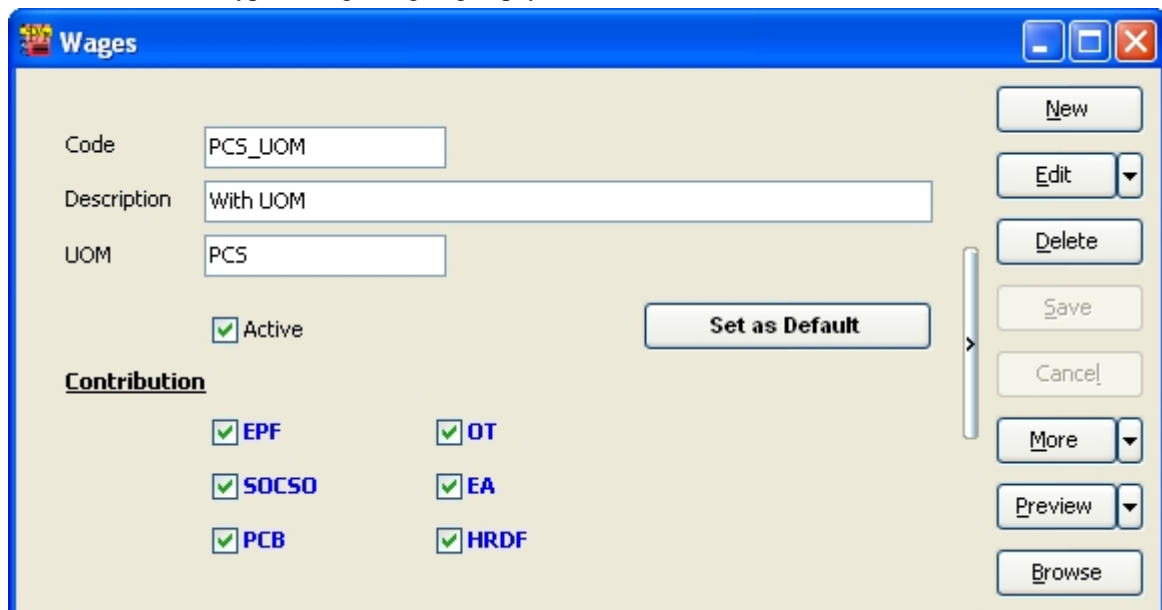 Wages
New
Code PCS_UOM
Edit
Description With UOM
Delete
UOM PCS
Save
Active Set as Default
>
Cancel
Contribution
EPF OT
More
SOCSO EA
Preview
PCB HRDF
Browse